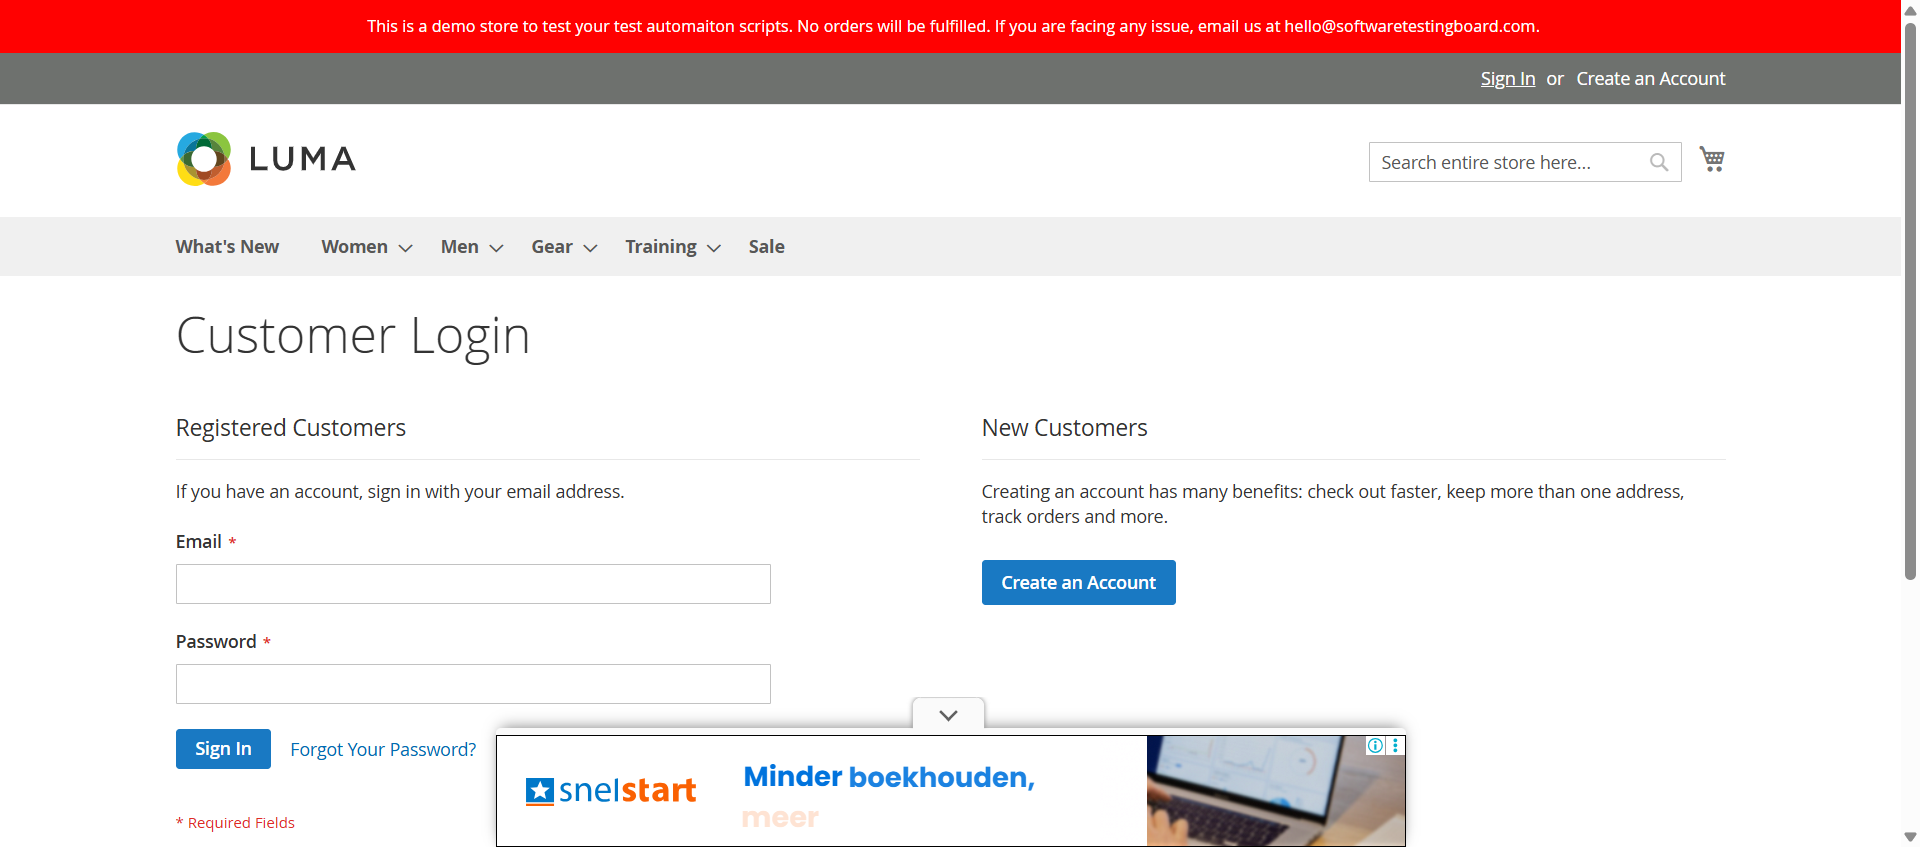 This is a demo store to test your test automaiton scripts. No orders will be fulfilled. If you are facing any issue, email us at hello@softwaretestingboard.com.
Sign In or Create an Account
LUMA
Search entire store here...
What's New Women Men Gear Training Sale
Customer Login
Registered Customers
If you have an account, sign in with your email address.
Email *
Password *
Sign In Forgot Your Password?
* Required Fields
New Customers
Creating an account has many benefits: check out faster, keep more than one address,
track orders and more.
Create an Account
snelstart
Minder boekhouden,
meer